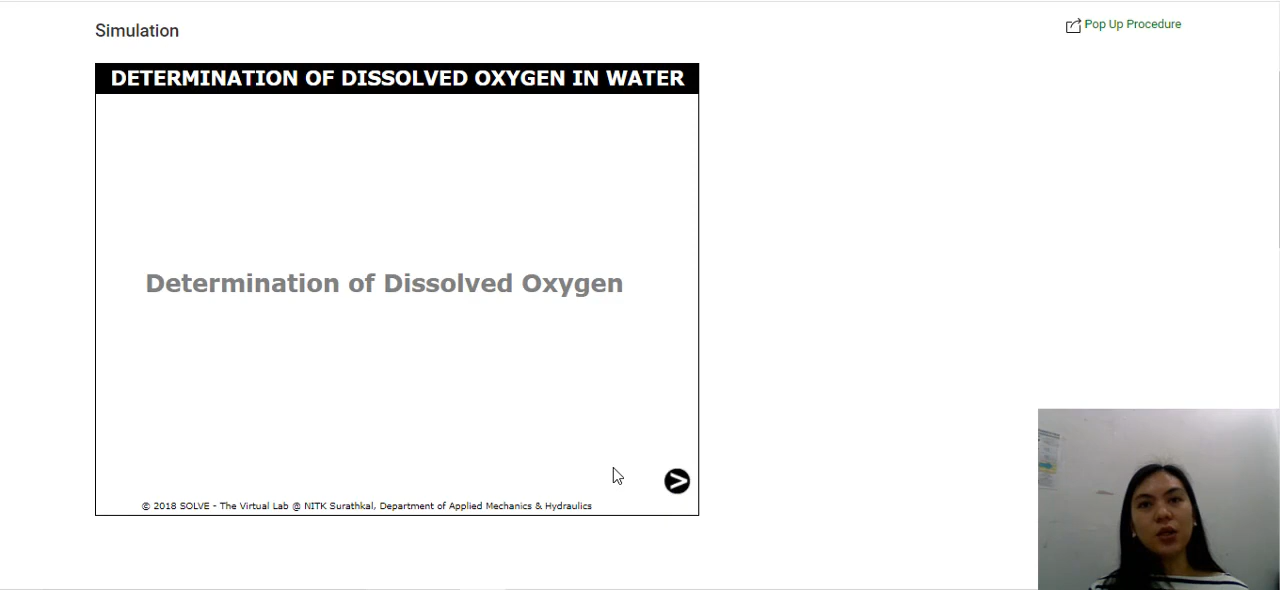 Simulation
Pop Up Procedure
DETERMINATION OF DISSOLVED OXYGEN IN WATER
Determination of Dissolved Oxygen
© 2018 SOLVE - The Virtual Lab @ NITK Surathkal, Department of Applied Mechanics & Hydraulics